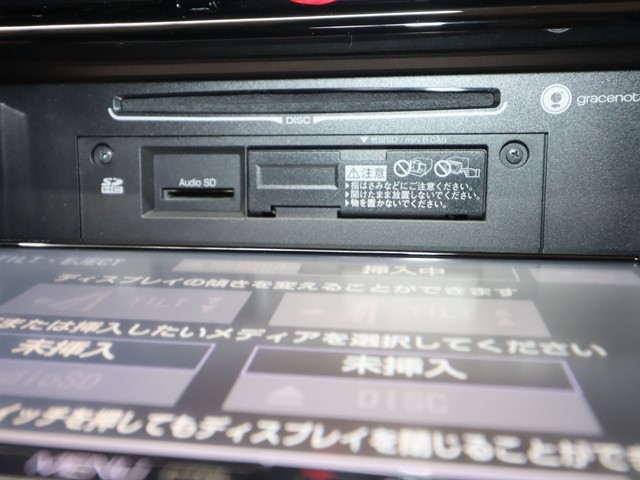 gracenot
DISC
Audio SD
注意
▶指はさみなどにご注意ください。
▶開けたまま放置しないでください。
▶物を置かないでください。
TILT・EJECT
挿入中
ディスプレイの傾きを変えることができます
TILT
TIL
または挿入したいメディアを選択してください
未挿入
未挿入
dioSD
DISC
イッチを押してもディスプレイを閉じることがで
MENU